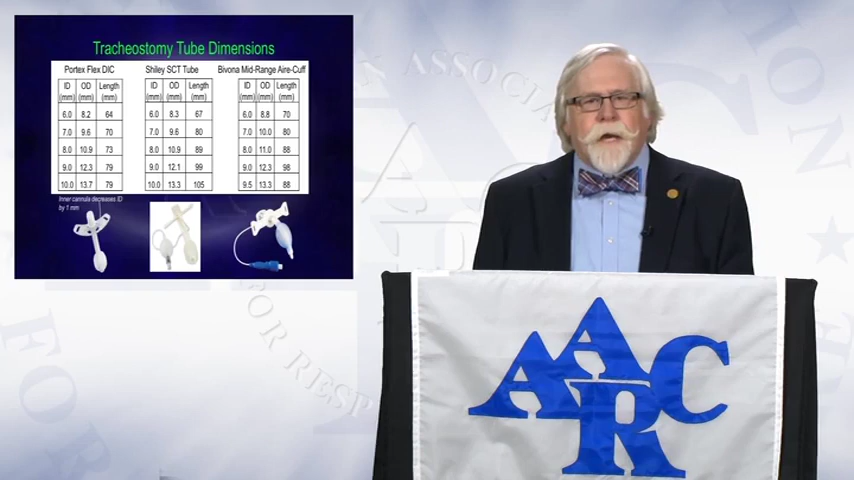 Tracheostomy Tube Dimensions
Portex Flex DIC
ID (mm) OD (mm) Length (mm)
6.0 8.2 64
7.0 9.6 70
8.0 10.9 73
9.0 12.3 79
10.0 13.7 79
Shiley SCT Tube
ID (mm) OD (mm) Length (mm)
6.0 8.3 67
7.0 9.6 80
8.0 10.9 89
9.0 12.1 99
10.0 13.3 105
Bivona Mid-Range Aire-Cuff
ID (mm) OD (mm) Length (mm)
6.0 8.8 70
7.0 10.0 80
8.0 11.0 88
9.0 12.3 98
9.5 13.3 88
Inner cannula decreases ID
by 1 mm
AARC
FOR RESP
FOR
ASSOCIA
ION